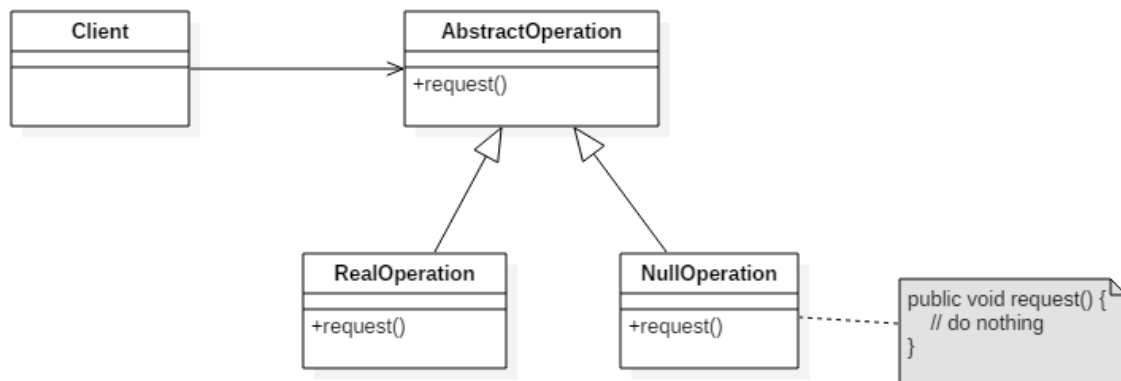 Client
AbstractOperation
+request()
RealOperation
+request()
NullOperation
+request()
public void request() {
// do nothing
}